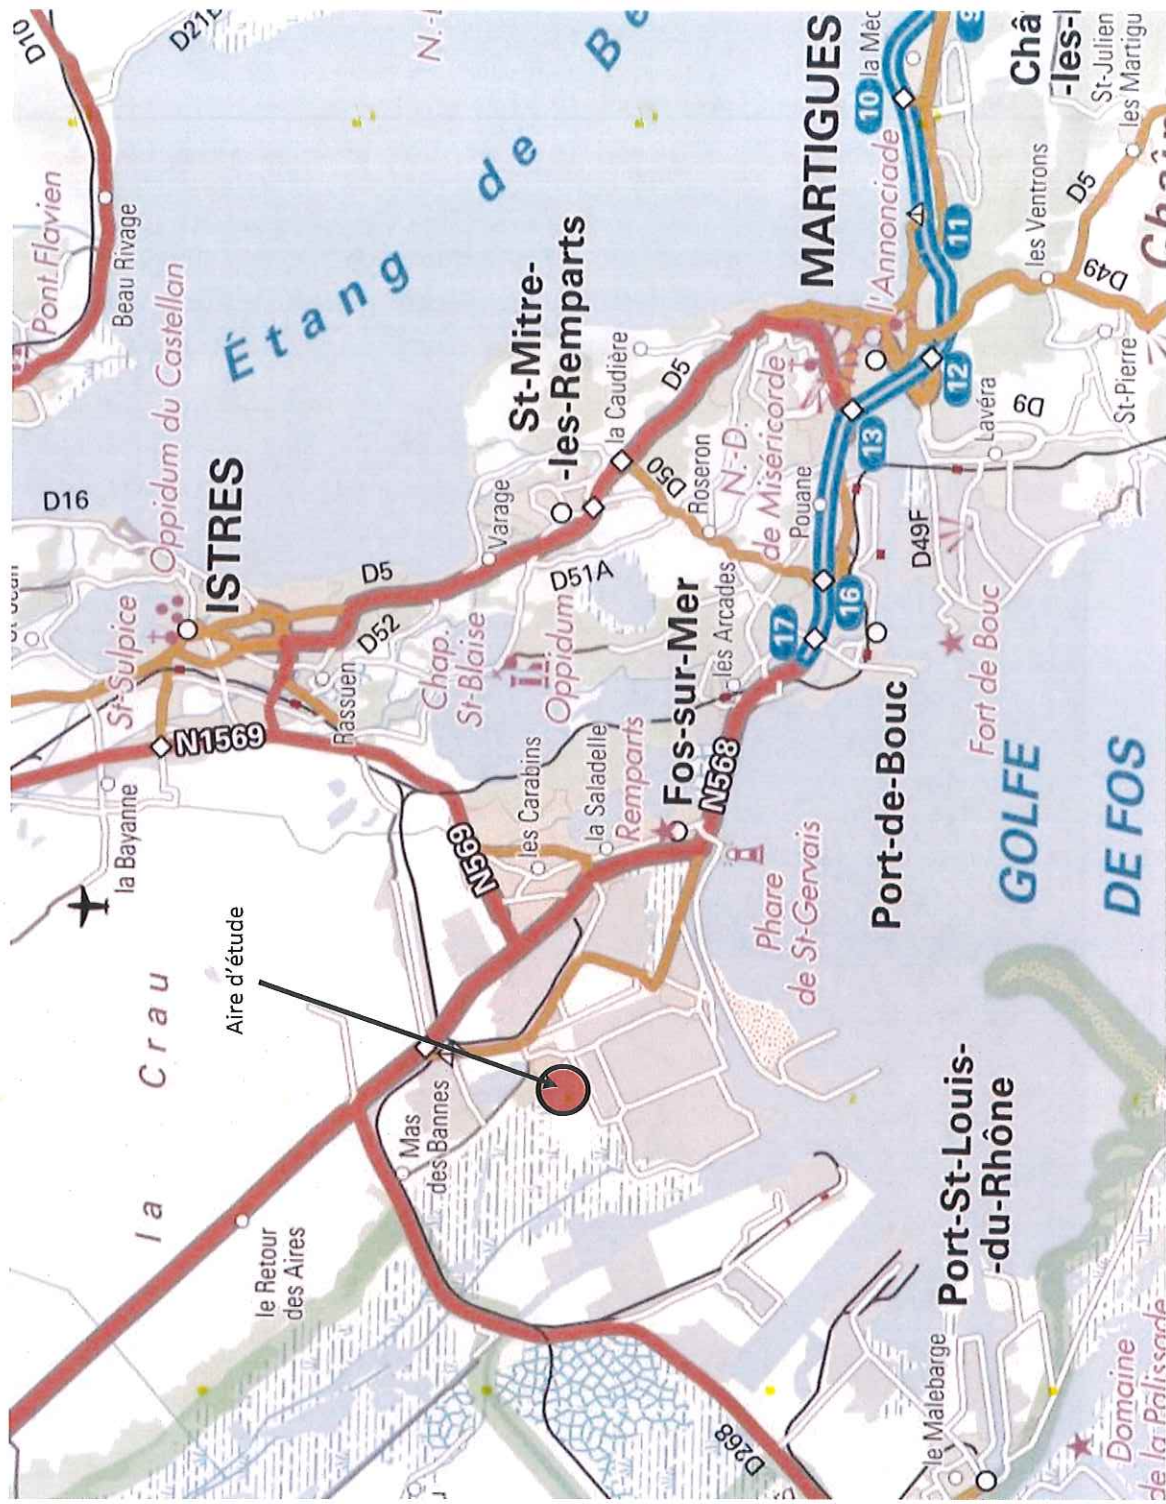 la Crau
Aire d'étude
le Retour
des Aires
Mas
des Bannes
la Bayanne
N1569
N569
St-Sulpice
ISTRES
Oppidum du Castellan
D16
Pont Flavien
Beau Rivage
D10
Rassuen
D52
D5
Chap.
St-Blaise
Varage
D51A
Oppidum
les Carabins
la Saladelle
Remparts
Fos-sur-Mer
N568
Étang de Be
St-Mitre-
-les-Remparts
la Caudière
D5
D50
Roseron
N.-D.
de Miséricorde
Pouane
les Arcades
17
16
13
12
11
10
9
MARTIGUES
l'Annonciade
la Méd
Châ
-les-
St-Julien
les Martigu
les Ventrons
D5
D49
St-Pierre
Lavéra
D9
D49F
Fort de Bouc
Port-de-Bouc
Phare
de St-Gervais
GOLFE
DE FOS
Port-St-Louis-
-du-Rhône
le Malebarge
D268
Domaine
de la Palissade